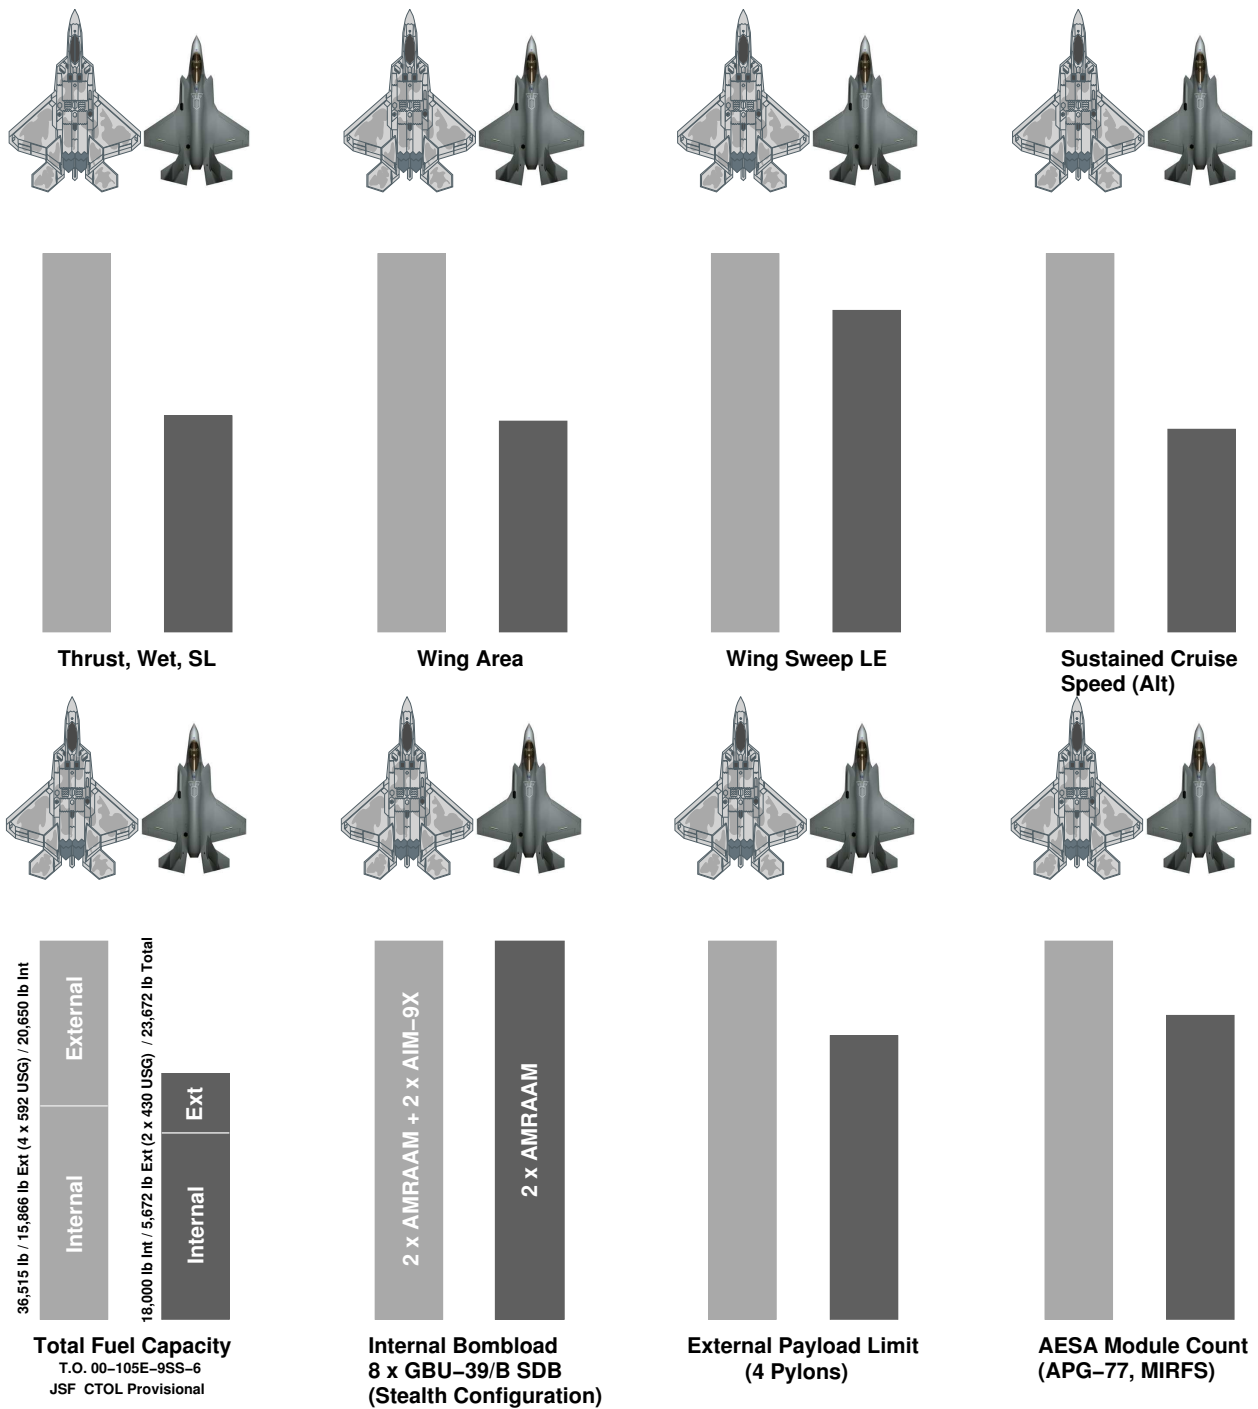 Thrust, Wet, SL
Wing Area
Wing Sweep LE
Sustained Cruise
Speed (Alt)
36,515 lb / 15,866 lb Ext (4 x 592 USG) / 20,650 lb Int
External
Internal
18,000 lb Int / 5,672 lb Ext (2 x 430 USG) / 23,672 lb Total
Ext
Internal
2 x AMRAAM + 2 x AIM–9X
2 x AMRAAM
Total Fuel Capacity
T.O. 00–105E–9SS–6
JSF CTOL Provisional
Internal Bombload
8 x GBU–39/B SDB
(Stealth Configuration)
External Payload Limit
(4 Pylons)
AESA Module Count
(APG–77, MIRFS)